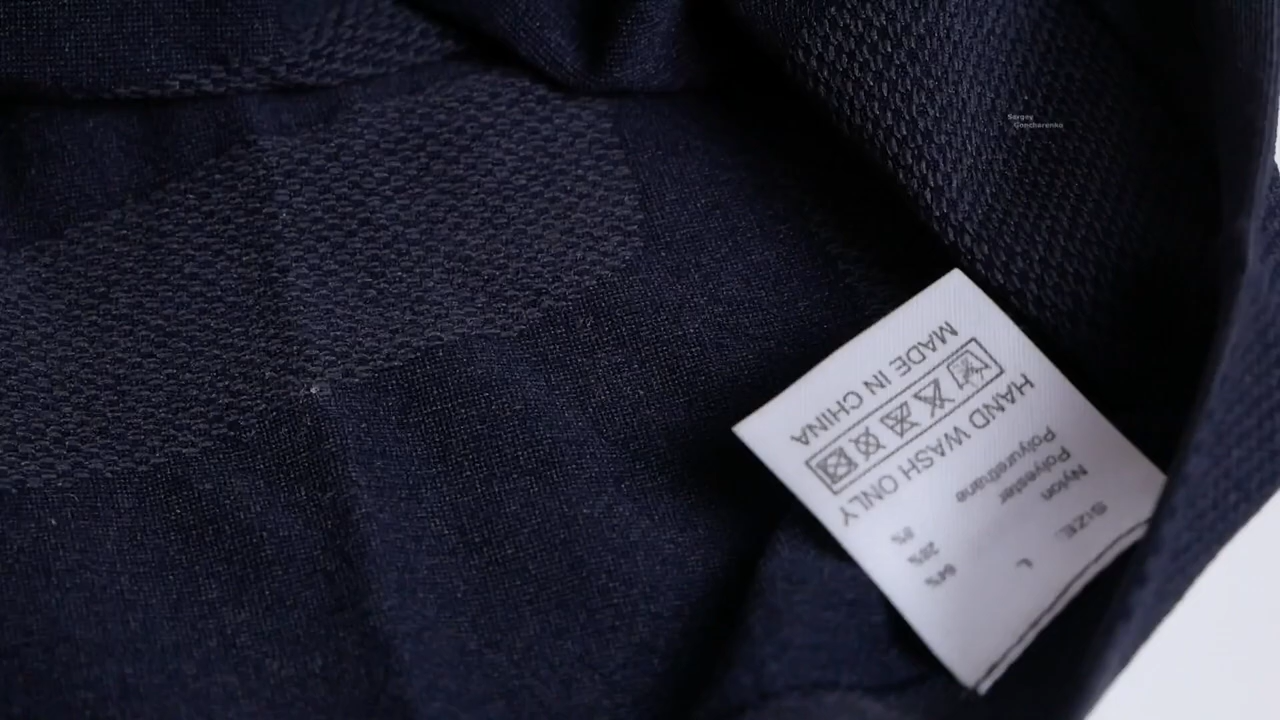 Sergey
Goncharenko
SIZE: L
Nylon 64%
Polyester 28%
Polyurethane 8%
HAND WASH ONLY
MADE IN CHINA